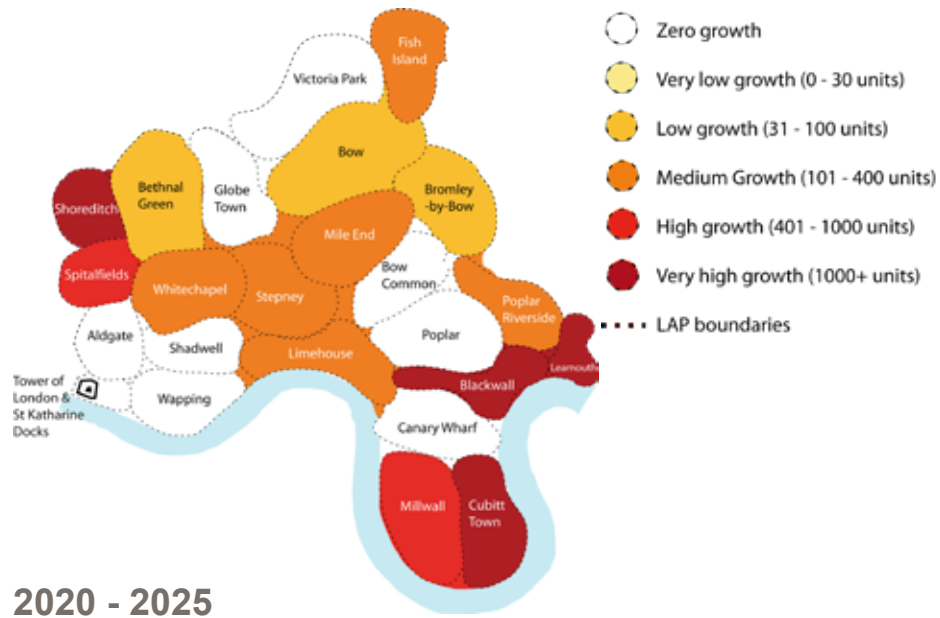 Fish
Island
Victoria Park
Bow
Bethnal
Green
Globe
Town
Bromley
-by-Bow
Shoreditch
Mile End
Spitalfields
Whitechapel
Stepney
Bow
Common
Poplar
Riverside
Aldgate
Shadwell
Limehouse
Poplar
Leamouth
Blackwall
Tower of
London &
St Katharine
Docks
Wapping
Canary Wharf
Millwall
Cubitt
Town
Zero growth
Very low growth (0 - 30 units)
Low growth (31 - 100 units)
Medium Growth (101 - 400 units)
High growth (401 - 1000 units)
Very high growth (1000+ units)
LAP boundaries
2020 - 2025